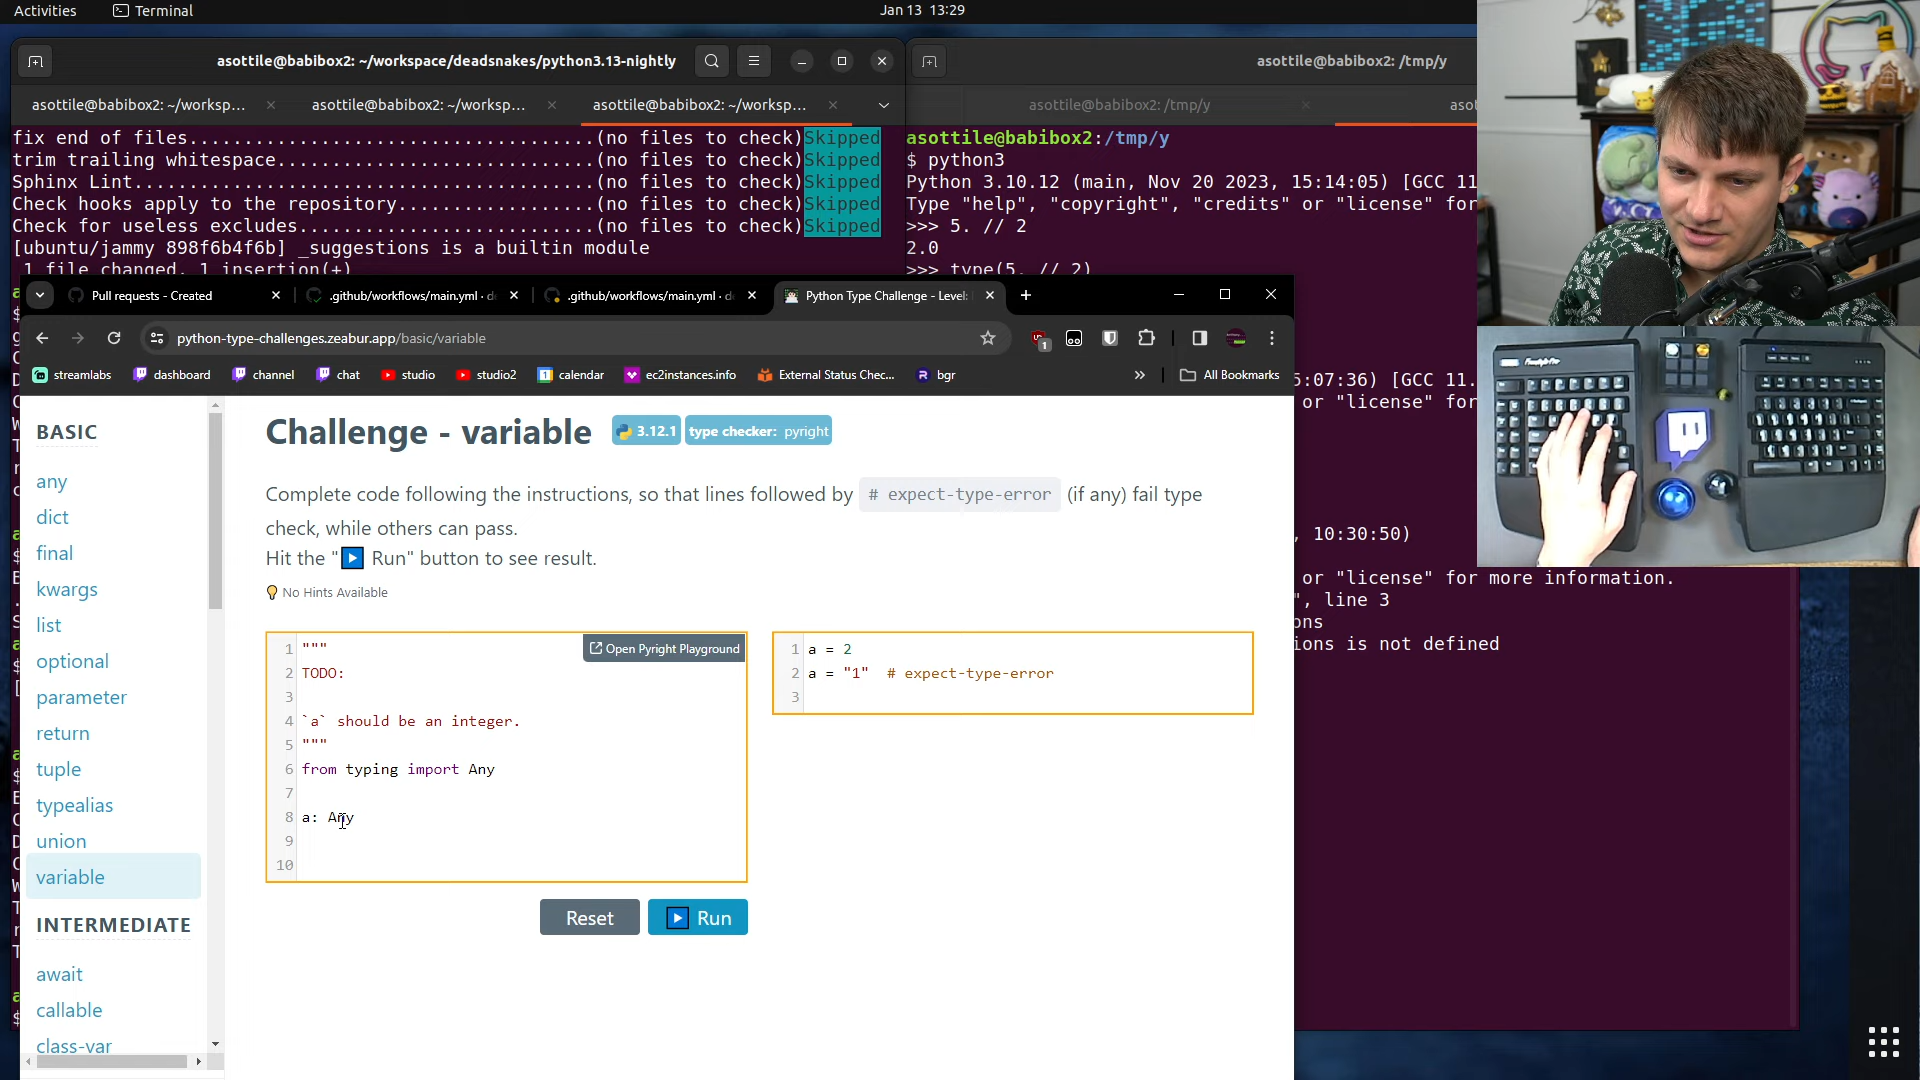 Activities
Terminal
Jan 13 13:29
asottile@babibox2: ~/workspace/deadsnakes/python3.13-nightly
asottile@babibox2: /tmp/y
asottile@babibox2: ~/worksp...
asottile@babibox2: ~/worksp...
asottile@babibox2: ~/worksp...
asottile@babibox2: /tmp/y
fix end of files.....................................(no files to check)Skipped
trim trailing whitespace.............................(no files to check)Skipped
Sphinx Lint..........................................(no files to check)Skipped
Check hooks apply to the repository..................(no files to check)Skipped
Check for useless excludes...........................(no files to check)Skipped
[ubuntu/jammy 898f6b4f6b] _suggestions is a builtin module
1 file changed, 1 insertion(+)
asottile@babibox2:/tmp/y
$ python3
Python 3.10.12 (main, Nov 20 2023, 15:14:05) [GCC 11
Type "help", "copyright", "credits" or "license" for
>>> 5. // 2
2.0
>>> type(5. // 2)
5:07:36) [GCC 11.
or "license" for
, 10:30:50)
or "license" for more information.
", line 3
ons
ions is not defined
Pull requests - Created
.github/workflows/main.yml · d
.github/workflows/main.yml · d
Python Type Challenge - Level:
python-type-challenges.zeabur.app/basic/variable
streamlabs
dashboard
channel
chat
studio
studio2
calendar
ec2instances.info
External Status Chec...
bgr
»
All Bookmarks
BASIC
any
dict
final
kwargs
list
optional
parameter
return
tuple
typealias
union
variable
INTERMEDIATE
await
callable
class-var
Challenge - variable
3.12.1
type checker: pyright
Complete code following the instructions, so that lines followed by # expect-type-error (if any) fail type
check, while others can pass.
Hit the "▶ Run" button to see result.
No Hints Available
Open Pyright Playground
1 """
2 TODO:
3
4 `a` should be an integer.
5 """
6 from typing import Any
7
8 a: Any
9
10
1 a = 2
2 a = "1"  # expect-type-error
3
Reset
Run